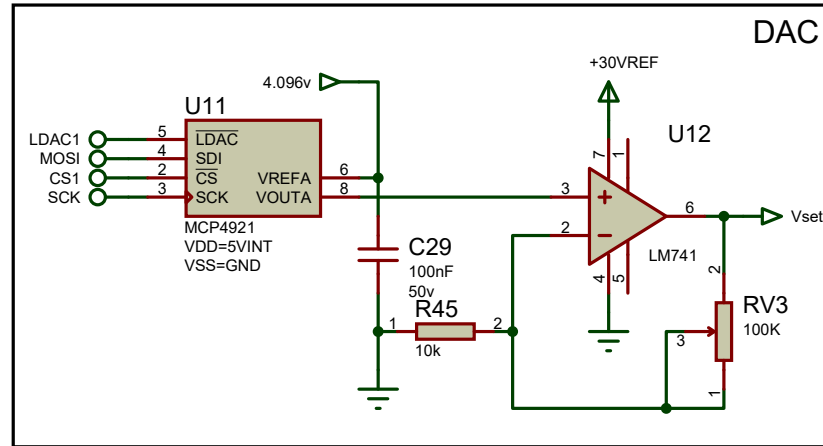 DAC
+30VREF
4.096v
U11
U12
LDAC1
5
LDAC
MOSI
4
SDI
CS1
2
CS
VREFA
6
SCK
3
SCK
VOUTA
8
MCP4921
VDD=5VINT
VSS=GND
7
1
3
2
6
Vset
LM741
4
5
C29
100nF
50v
R45
1
2
10k
2
RV3
100K
3
1